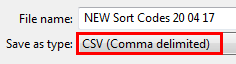 File name: NEW Sort Codes 20 04 17
Save as type: CSV (Comma delimited)